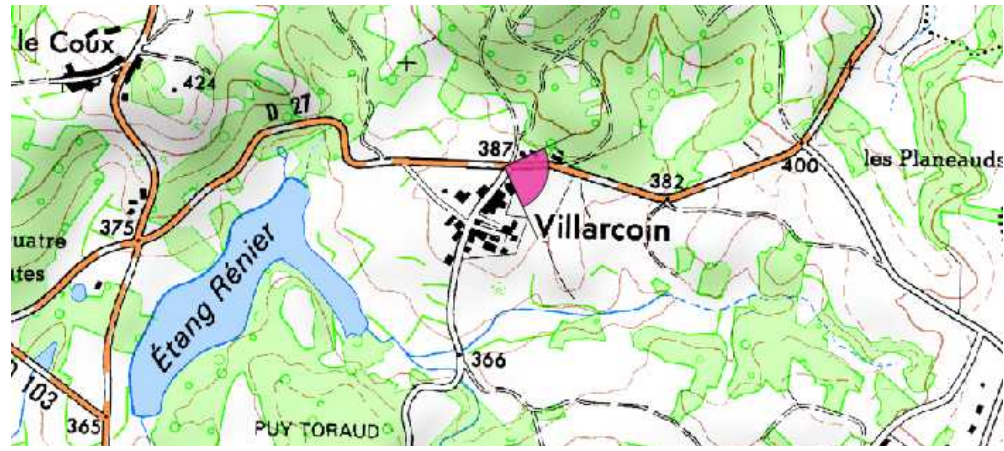 le Coux
424
D 27
387
382
400
les Planeauds
Villarcoin
375
uatre
tes
Étang Rénier
366
D 103
365
PUY TORAUD